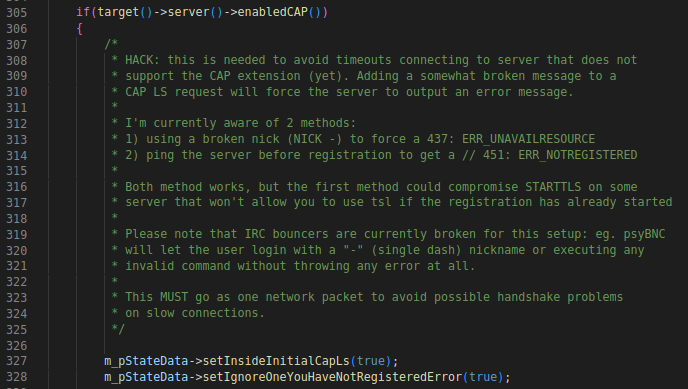 305 if(target()->server()->enabledCAP())
306 {
307 /*
308 * HACK: this is needed to avoid timeouts connecting to server that does not
309 * support the CAP extension (yet). Adding a somewhat broken message to a
310 * CAP LS request will force the server to output an error message.
311 *
312 * I'm currently aware of 2 methods:
313 * 1) using a broken nick (NICK -) to force a 437: ERR_UNAVAILRESOURCE
314 * 2) ping the server before registration to get a // 451: ERR_NOTREGISTERED
315 *
316 * Both method works, but the first method could compromise STARTTLS on some
317 * server that won't allow you to use tsl if the registration has already started
318 *
319 * Please note that IRC bouncers are currently broken for this setup: eg. psyBNC
320 * will let the user login with a "-" (single dash) nickname or executing any
321 * invalid command without throwing any error at all.
322 *
323 * This MUST go as one network packet to avoid possible handshake problems
324 * on slow connections.
325 */
326
327 m_pStateData->setInsideInitialCapLs(true);
328 m_pStateData->setIgnoreOneYouHaveNotRegisteredError(true);